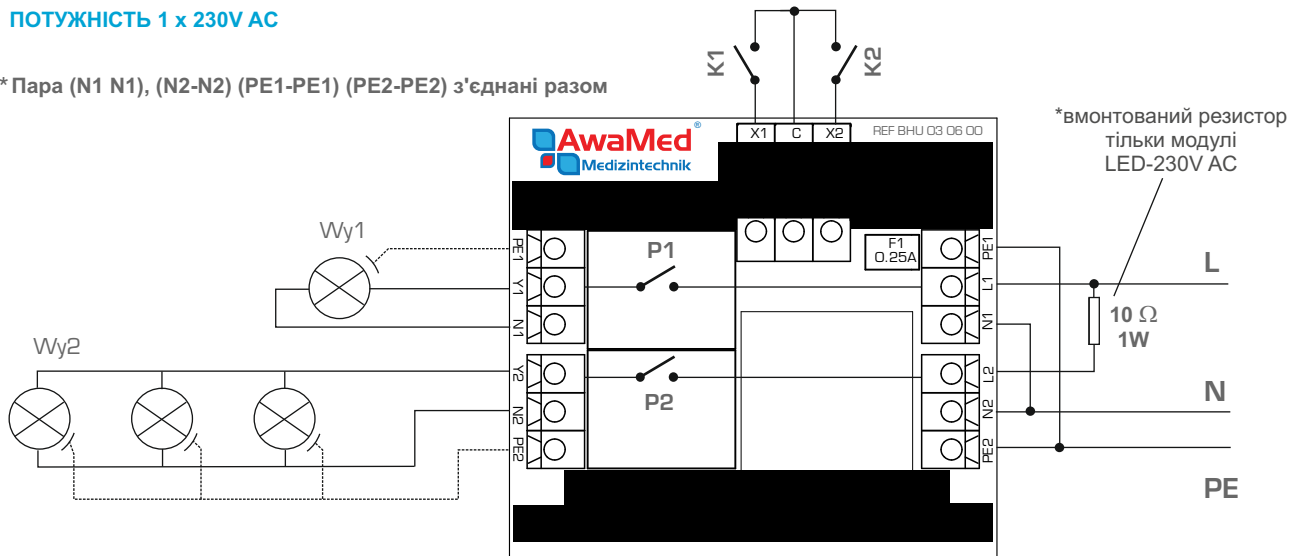 ПОТУЖНІСТЬ 1 x 230V AC
* Пара (N1 N1), (N2-N2) (PE1-PE1) (PE2-PE2) з'єднані разом
K1
K2
*вмонтований резистор
тільки модулі
LED-230V AC
AwaMed®
Medizintechnik
X1 C X2
REF BHU 03 06 00
Wy1
PE1
Y1
N1
P1
F1
0.25A
PE1
L1
N1
L
10 Ω
1W
Wy2
Y2
N2
PE2
P2
L2
N2
PE2
N
PE